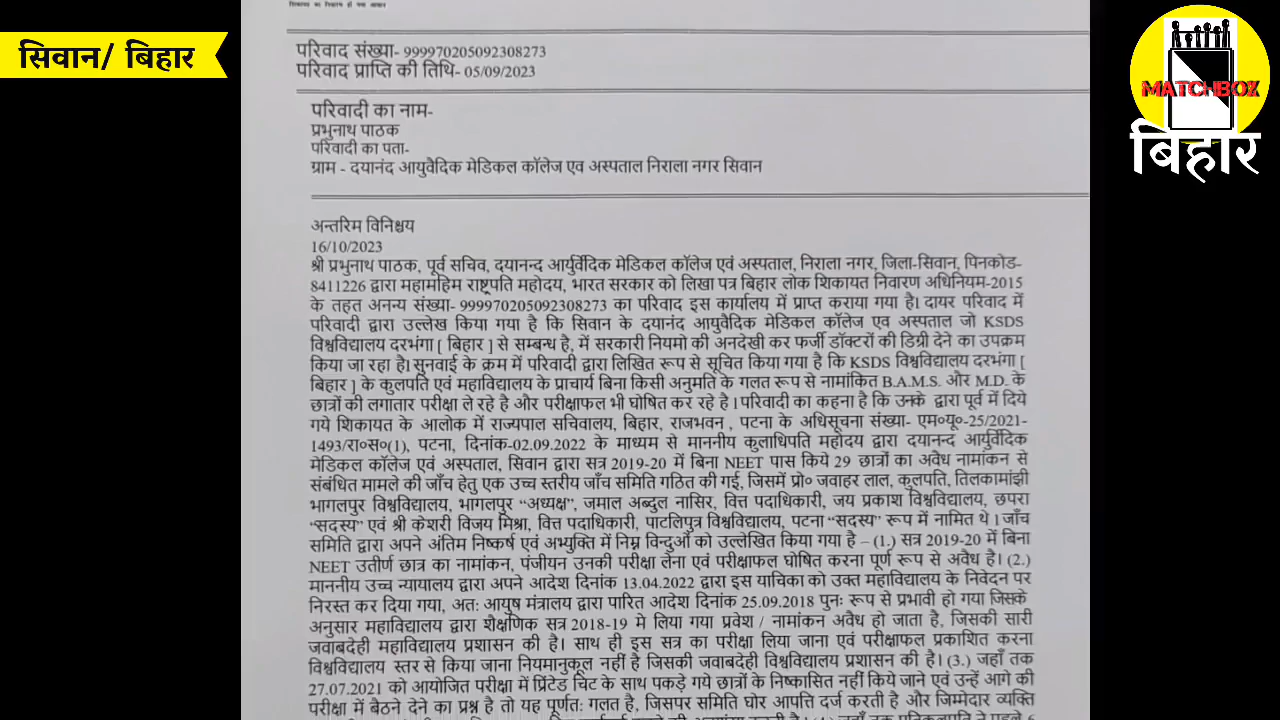 सिवान/ बिहार
MATCHBOX
बिहार
शिकायत का निवारण ही नया आधार
परिवाद संख्या- 999970205092308273
परिवाद प्राप्ति की तिथि- 05/09/2023
परिवादी का नाम-
प्रभुनाथ पाठक
परिवादी का पता-
ग्राम - दयानंद आयुवैदिक मेडिकल कॉलेज एव अस्पताल निराला नगर सिवान
अन्तरिम विनिश्चय
16/10/2023
श्री प्रभुनाथ पाठक, पूर्व सचिव, दयानन्द आर्युर्वेदिक मेडिकल कॉलेज एवं अस्पताल, निराला नगर, जिला-सिवान, पिनकोड-
8411226 द्वारा महामहिम राष्ट्रपति महोदय, भारत सरकार को लिखा पत्र बिहार लोक शिकायत निवारण अधिनियम-2015
के तहत अनन्य संख्या- 999970205092308273 का परिवाद इस कार्यालय में प्राप्त कराया गया है। दायर परिवाद में
परिवादी द्वारा उल्लेख किया गया है कि सिवान के दयानंद आयुवैदिक मेडिकल कॉलेज एव अस्पताल जो KSDS
विश्वविद्यालय दरभंगा [ बिहार ] से सम्बन्ध है, में सरकारी नियमो की अनदेखी कर फर्जी डॉक्टरों की डिग्री देने का उपक्रम
किया जा रहा है। सुनवाई के क्रम में परिवादी द्वारा लिखित रूप से सूचित किया गया है कि KSDS विश्वविद्यालय दरभंगा [
बिहार ] के कुलपति एवं महाविद्यालय के प्राचार्य बिना किसी अनुमति के गलत रूप से नामांकित B.A.M.S. और M.D. के
छात्रों की लगातार परीक्षा ले रहे है और परीक्षाफल भी घोषित कर रहे है । परिवादी का कहना है कि उनके द्वारा पूर्व में दिये
गये शिकायत के आलोक में राज्यपाल सचिवालय, बिहार, राजभवन , पटना के अधिसूचना संख्या- एम०यू०-25/2021-
1493/रा०स०(1), पटना, दिनांक-02.09.2022 के माध्यम से माननीय कुलाधिपति महोदय द्वारा दयानन्द आर्युर्वेदिक
मेडिकल कॉलेज एवं अस्पताल, सिवान द्वारा सत्र 2019-20 में बिना NEET पास किये 29 छात्रों का अवैध नामांकन से
संबंधित मामले की जाँच हेतु एक उच्च स्तरीय जाँच समिति गठित की गई, जिसमें प्रो० जवाहर लाल, कुलपति, तिलकामांझी
भागलपुर विश्वविद्यालय, भागलपुर “अध्यक्ष”, जमाल अब्दुल नासिर, वित्त पदाधिकारी, जय प्रकाश विश्वविद्यालय, छपरा
“सदस्य” एवं श्री केशरी विजय मिश्रा, वित्त पदाधिकारी, पाटलिपुत्र विश्वविद्यालय, पटना “सदस्य” रूप में नामित थे । जाँच
समिति द्वारा अपने अंतिम निष्कर्ष एवं अभ्युक्ति में निम्न विन्दुओं को उल्लेखित किया गया है – (1.) सत्र 2019-20 में बिना
NEET उतीर्ण छात्र का नामांकन, पंजीयन उनकी परीक्षा लेना एवं परीक्षाफल घोषित करना पूर्ण रूप से अवैध है। (2.)
माननीय उच्च न्यायालय द्वारा अपने आदेश दिनांक 13.04.2022 द्वारा इस याचिका को उक्त महाविद्यालय के निवेदन पर
निरस्त कर दिया गया, अत: आयुष मंत्रालय द्वारा पारित आदेश दिनांक 25.09.2018 पुनः रूप से प्रभावी हो गया जिसके
अनुसार महाविद्यालय द्वारा शैक्षणिक सत्र 2018-19 मे लिया गया प्रवेश / नामांकन अवैध हो जाता है, जिसकी सारी
जवाबदेही महाविद्यालय प्रशासन की है। साथ ही इस सत्र का परीक्षा लिया जाना एवं परीक्षाफल प्रकाशित करना
विश्वविद्यालय स्तर से किया जाना नियमानुकूल नहीं है जिसकी जवाबदेही विश्वविद्यालय प्रशासन की है। (3.) जहाँ तक
27.07.2021 को आयोजित परीक्षा में प्रिंटेड चिट के साथ पकड़े गये छात्रों के निष्कासित नहीं किये जाने एवं उन्हें आगे की
परीक्षा में बैठने देने का प्रश्न है तो यह पूर्णत: गलत है, जिसपर समिति घोर आपत्ति दर्ज करती है और जिम्मेदार व्यक्ति